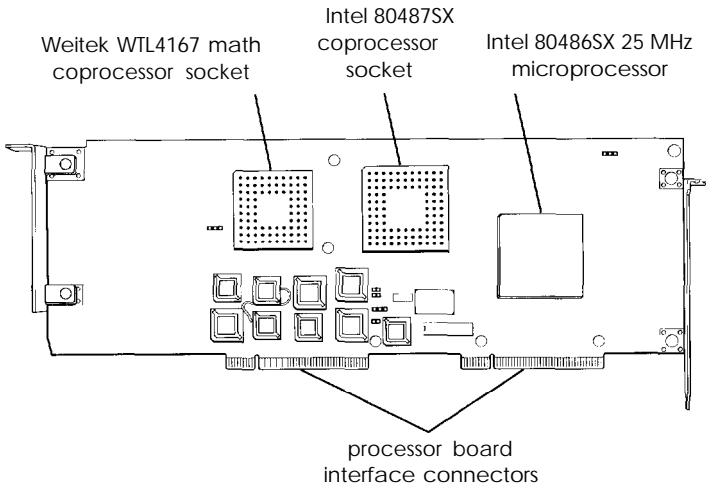 Weitek WTL4167 math
coprocessor socket
Intel 80487SX
coprocessor
socket
Intel 80486SX 25 MHz
microprocessor
processor board
interface connectors